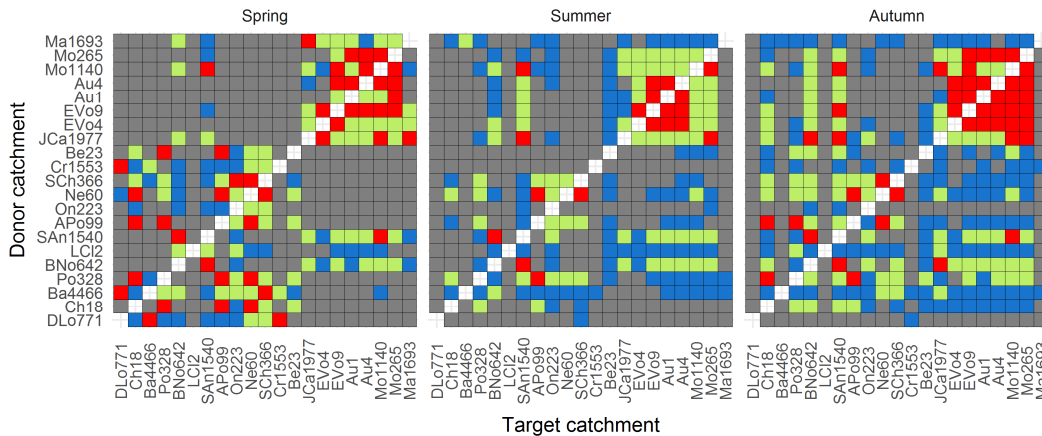 Spring
Summer
Autumn
Donor catchment
Ma1693
Mo265
Mo1140
Au4
Au1
EVo9
EVo4
JCa1977
Be23
Cr1553
SCh366
Ne60
On223
APo99
SAn1540
LCl2
BNo642
Po328
Ba4466
Ch18
DLo771
DLo771
Ch18
Ba4466
Po328
BNo642
LCl2
SAn1540
APo99
On223
Ne60
SCh366
Cr1553
Be23
JCa1977
EVo4
EVo9
Au1
Au4
Mo1140
Mo265
Ma1693
DLo771
Ch18
Ba4466
Po328
BNo642
LCl2
SAn1540
APo99
On223
Ne60
SCh366
Cr1553
Be23
JCa1977
EVo4
EVo9
Au1
Au4
Mo1140
Mo265
Ma1693
DLo771
Ch18
Ba4466
Po328
BNo642
LCl2
SAn1540
APo99
On223
Ne60
SCh366
Cr1553
Be23
JCa1977
EVo4
EVo9
Au1
Au4
Mo1140
Mo265
Ma1693
Target catchment